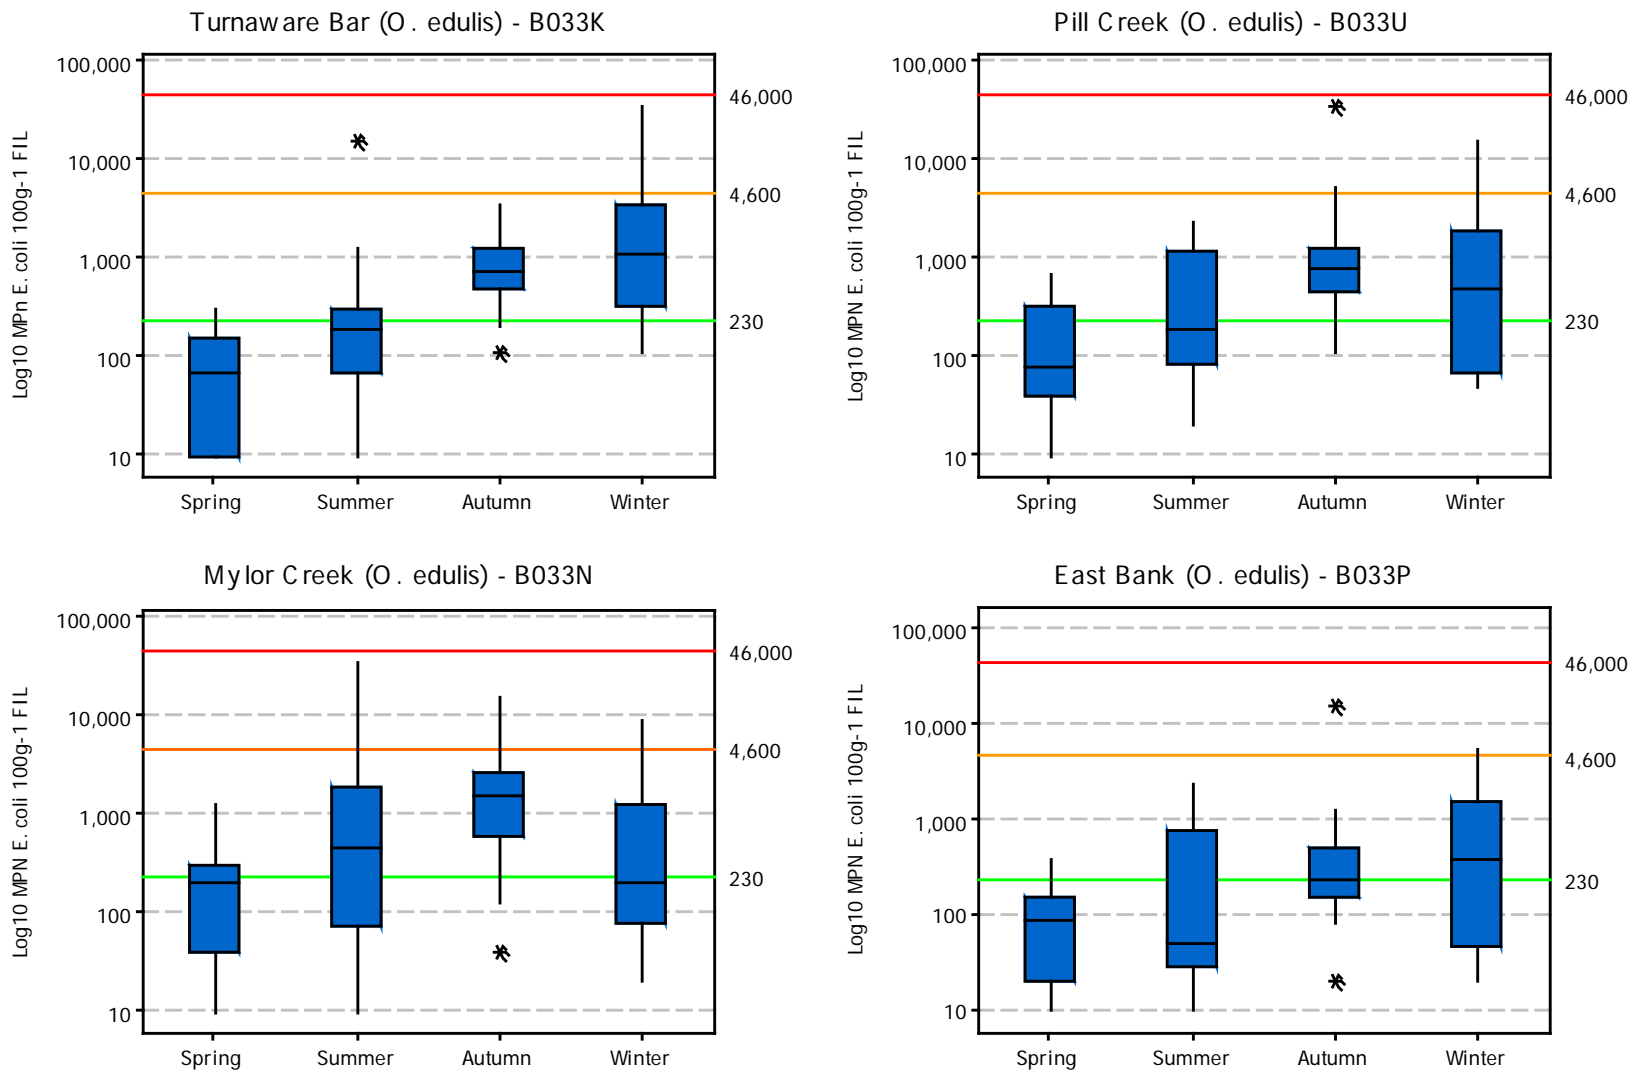 Turnaware Bar (O. edulis) - B033K
Log10 MPn E. coli 100g-1 FIL
100,000
10,000
1,000
100
10
46,000
4,600
230
Spring Summer Autumn Winter
Pill Creek (O. edulis) - B033U
Log10 MPN E. coli 100g-1 FIL
100,000
10,000
1,000
100
10
46,000
4,600
230
Spring Summer Autumn Winter
Mylor Creek (O. edulis) - B033N
Log10 MPN E. coli 100g-1 FIL
100,000
10,000
1,000
100
10
46,000
4,600
230
Spring Summer Autumn Winter
East Bank (O. edulis) - B033P
Log10 MPN E. coli 100g-1 FIL
100,000
10,000
1,000
100
10
46,000
4,600
230
Spring Summer Autumn Winter